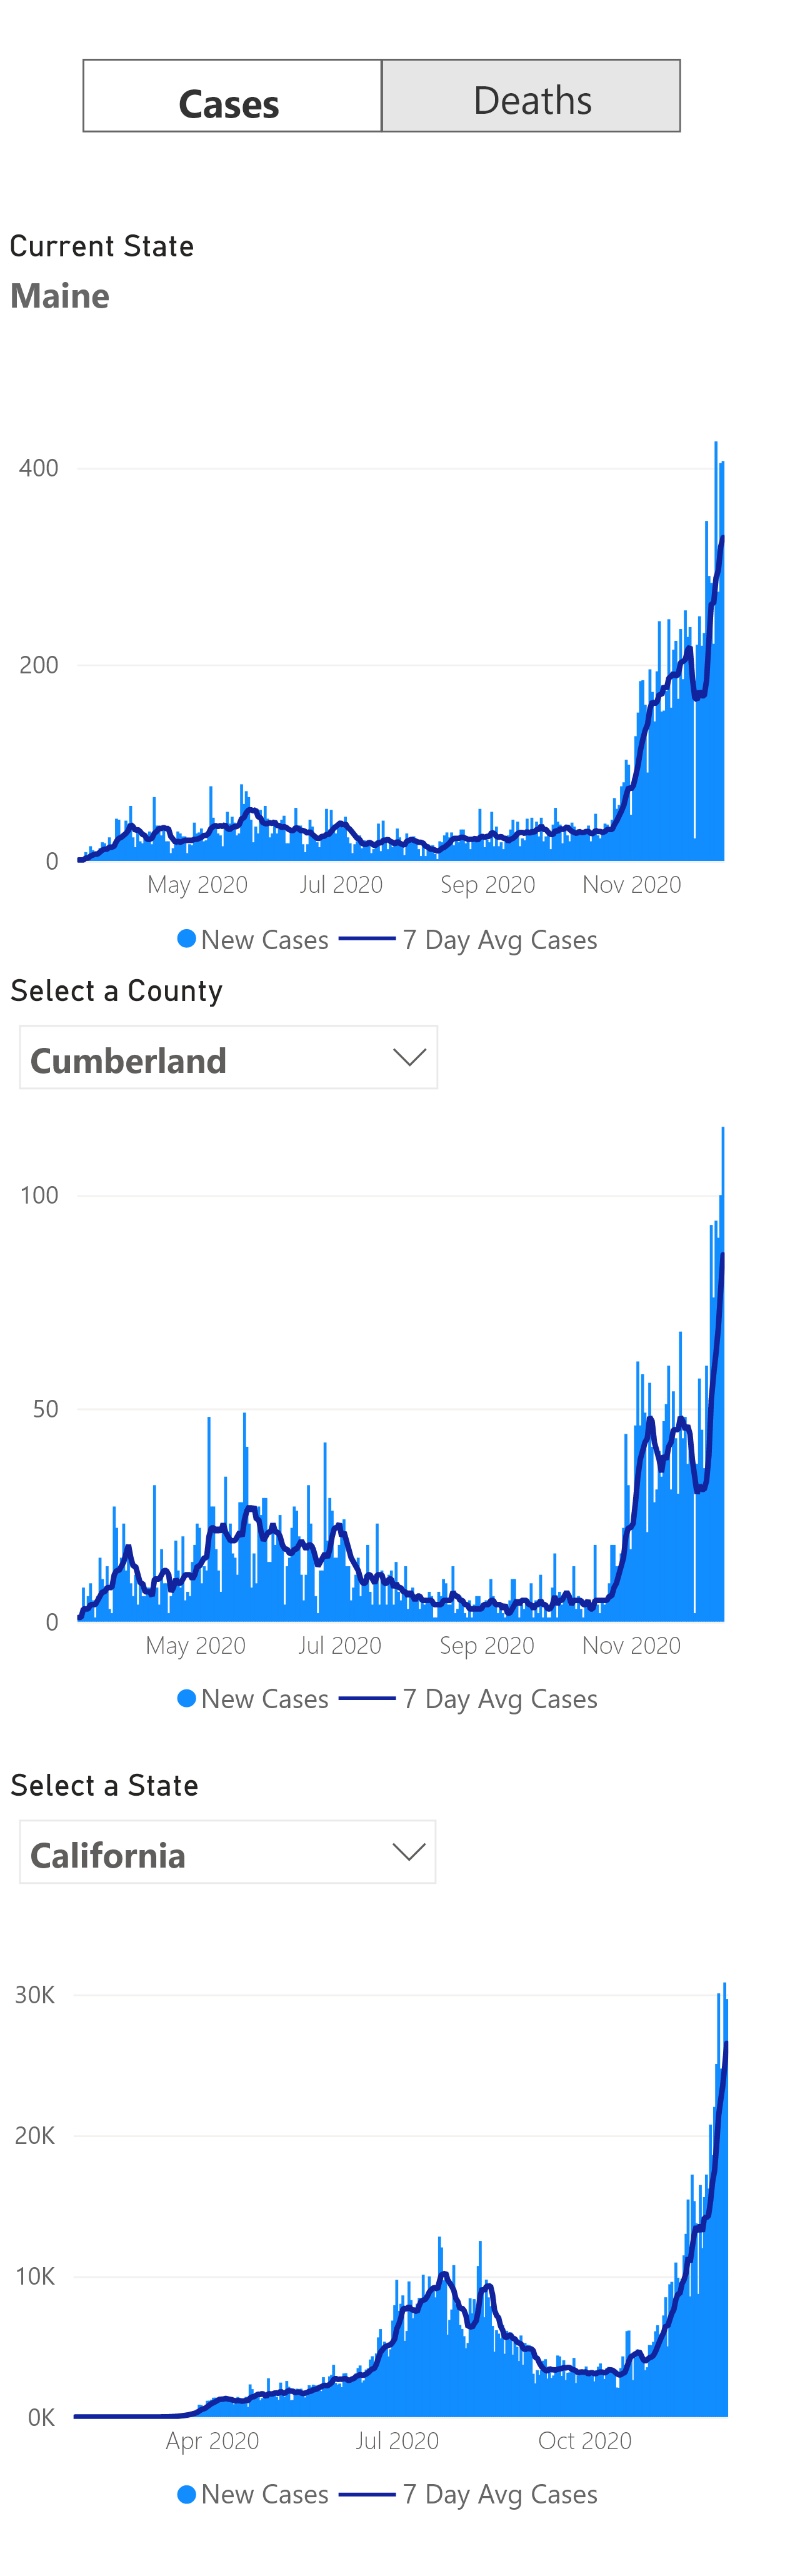 Cases Deaths
Current State
Maine
400
200
0
May 2020 Jul 2020 Sep 2020 Nov 2020
New Cases 7 Day Avg Cases
Select a County
Cumberland
100
50
0
May 2020 Jul 2020 Sep 2020 Nov 2020
New Cases 7 Day Avg Cases
Select a State
California
30K
20K
10K
0K
Apr 2020 Jul 2020 Oct 2020
New Cases 7 Day Avg Cases